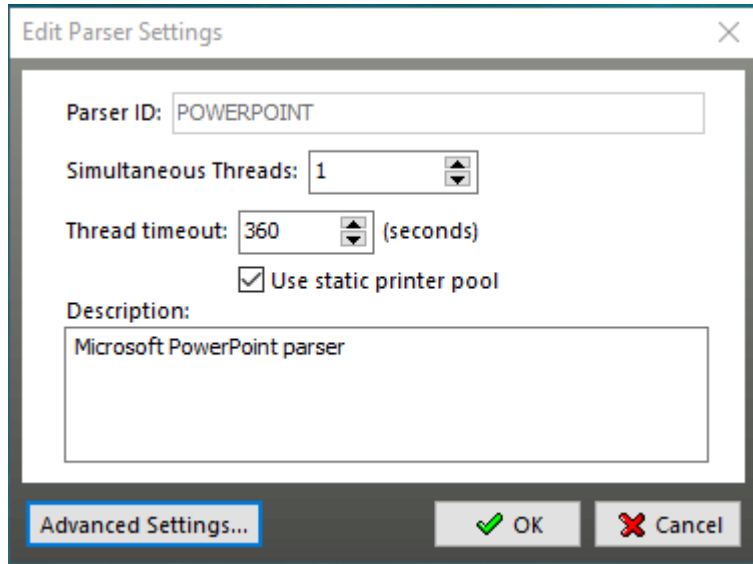 Edit Parser Settings
Parser ID: POWERPOINT
Simultaneous Threads: 1
Thread timeout: 360 (seconds)
Use static printer pool
Description:
Microsoft PowerPoint parser
Advanced Settings... OK Cancel